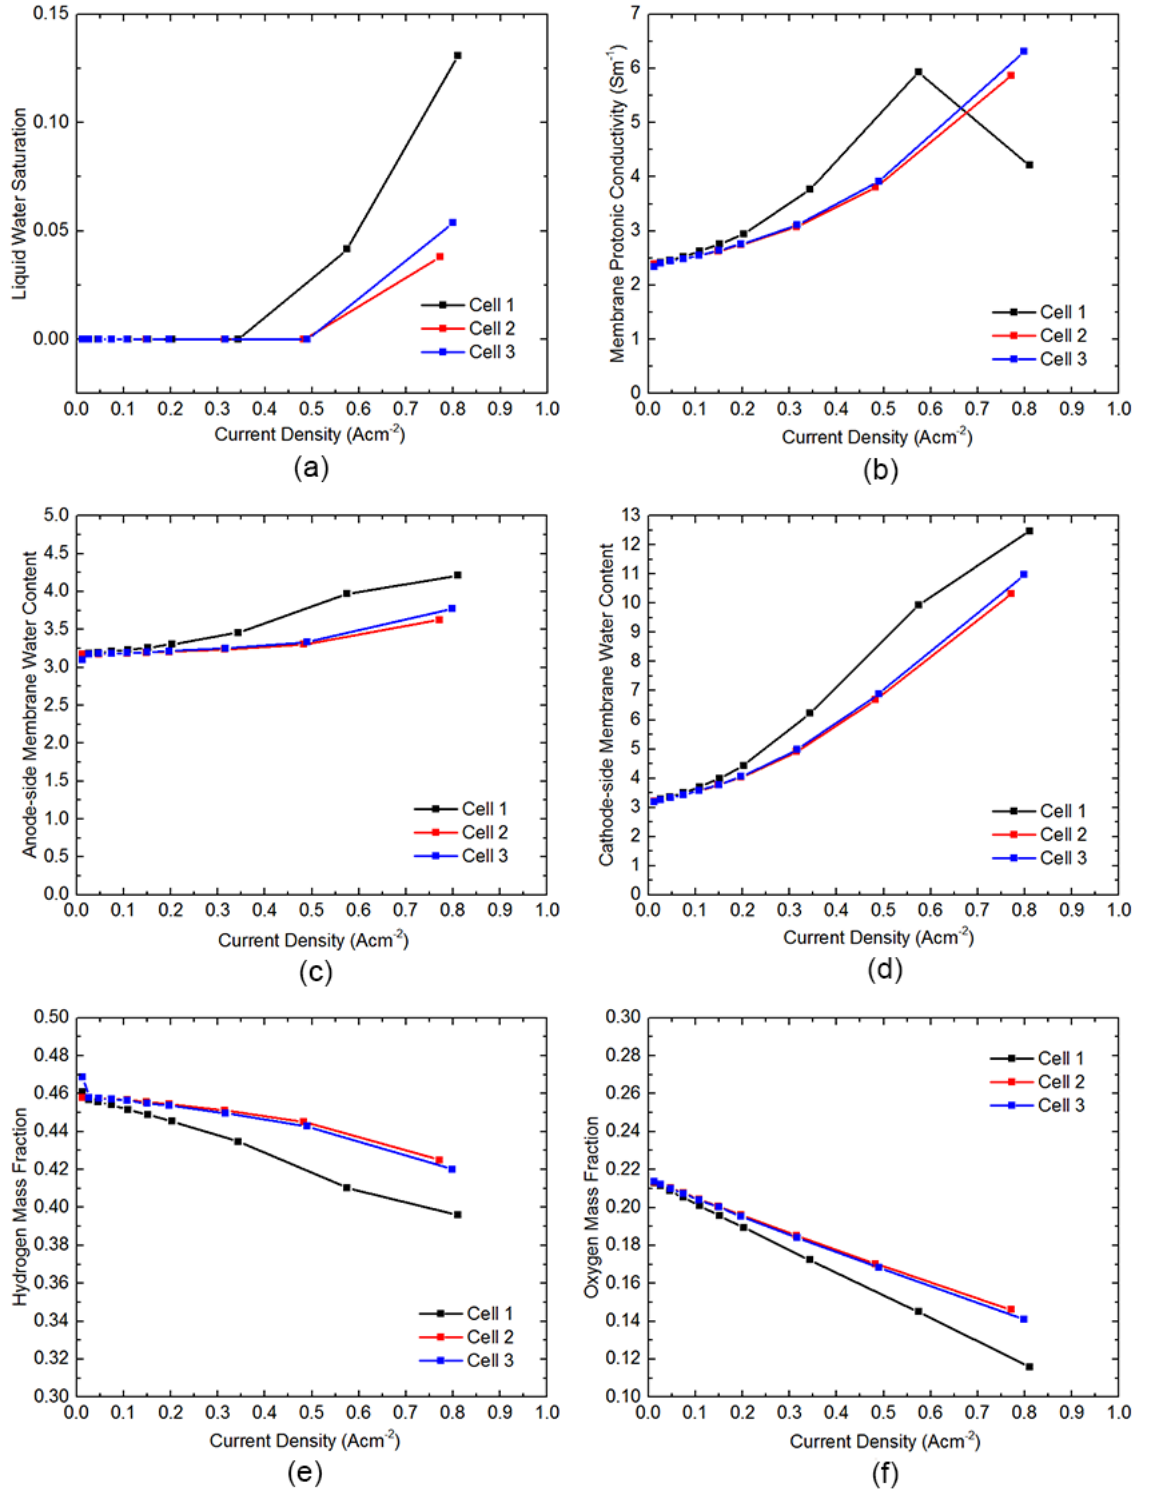 0.15
0.10
0.05
0.00
Liquid Water Saturation
Cell 1
Cell 2
Cell 3
0.0 0.1 0.2 0.3 0.4 0.5 0.6 0.7 0.8 0.9 1.0
Current Density (Acm-2)
(a)
7
6
5
4
3
2
1
0
Membrane Protonic Conductivity (Sm-1)
Cell 1
Cell 2
Cell 3
0.0 0.1 0.2 0.3 0.4 0.5 0.6 0.7 0.8 0.9 1.0
Current Density (Acm-2)
(b)
5.0
4.5
4.0
3.5
3.0
2.5
2.0
1.5
1.0
0.5
0.0
Anode-side Membrane Water Content
Cell 1
Cell 2
Cell 3
0.0 0.1 0.2 0.3 0.4 0.5 0.6 0.7 0.8 0.9 1.0
Current Density (Acm-2)
(c)
13
12
11
10
9
8
7
6
5
4
3
2
1
0
Cathode-side Membrane Water Content
Cell 1
Cell 2
Cell 3
0.0 0.1 0.2 0.3 0.4 0.5 0.6 0.7 0.8 0.9 1.0
Current Density (Acm-2)
(d)
0.50
0.48
0.46
0.44
0.42
0.40
0.38
0.36
0.34
0.32
0.30
Hydrogen Mass Fraction
Cell 1
Cell 2
Cell 3
0.0 0.1 0.2 0.3 0.4 0.5 0.6 0.7 0.8 0.9 1.0
Current Density (Acm-2)
(e)
0.30
0.28
0.26
0.24
0.22
0.20
0.18
0.16
0.14
0.12
0.10
Oxygen Mass Fraction
Cell 1
Cell 2
Cell 3
0.0 0.1 0.2 0.3 0.4 0.5 0.6 0.7 0.8 0.9 1.0
Current Density (Acm-2)
(f)